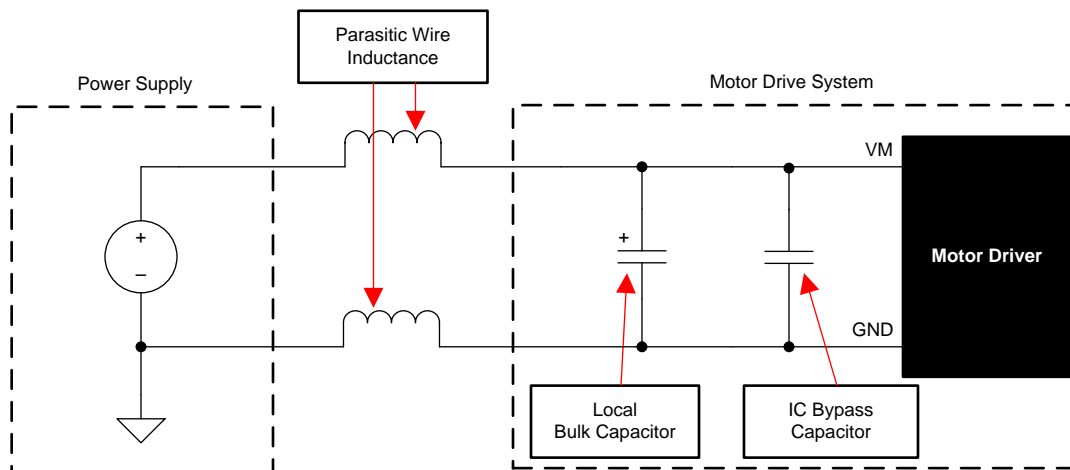 Parasitic Wire
Inductance
Power Supply
Motor Drive System
VM
+
–
+
Motor Driver
GND
Local
Bulk Capacitor
IC Bypass
Capacitor